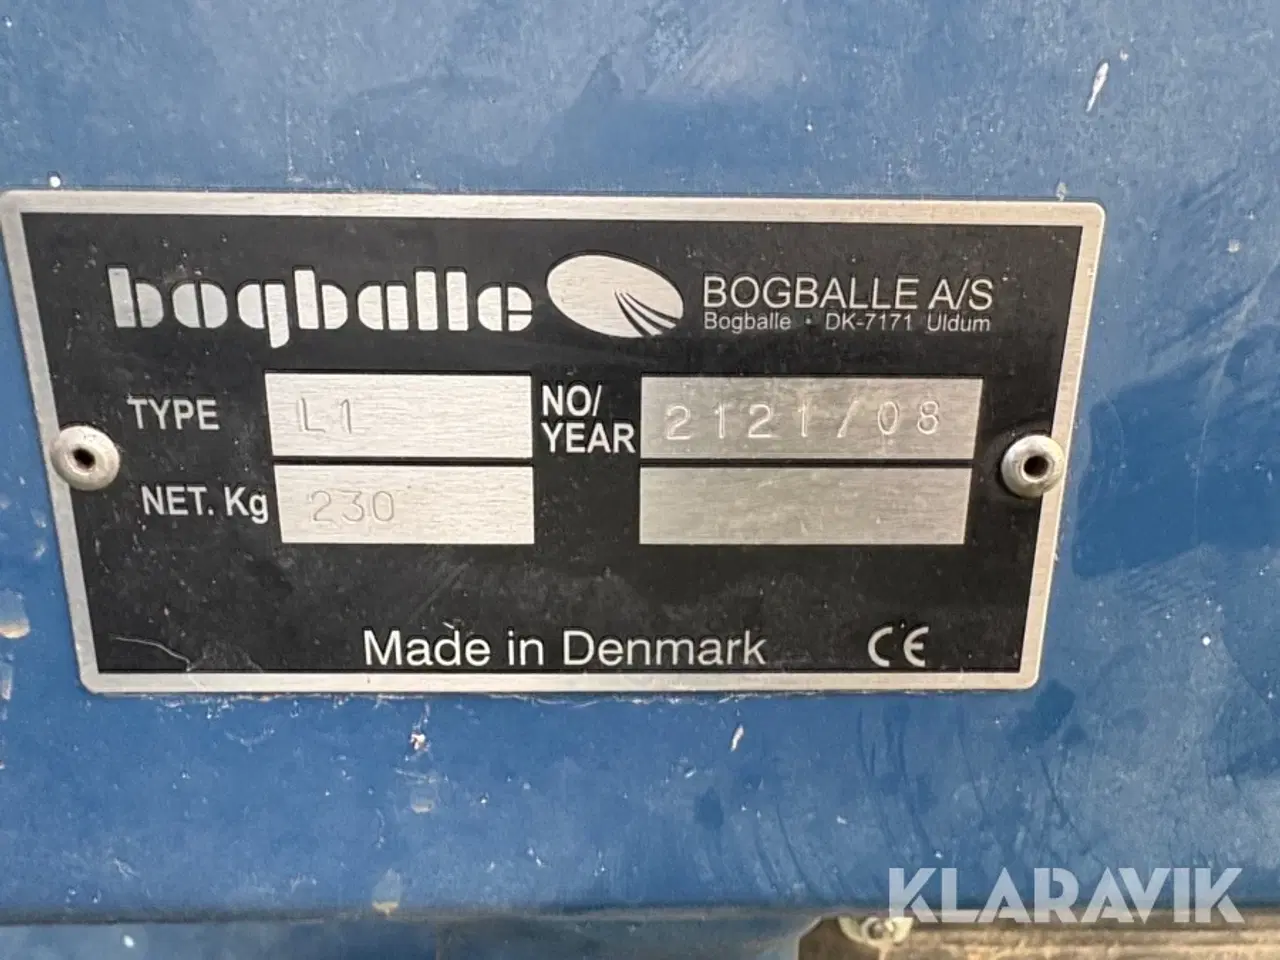 bogballe
BOGBALLE A/S
Bogballe · DK-7171 Uldum
TYPE L1 NO/YEAR 2121/08
NET. Kg 230
Made in Denmark CE
KLARAVIK